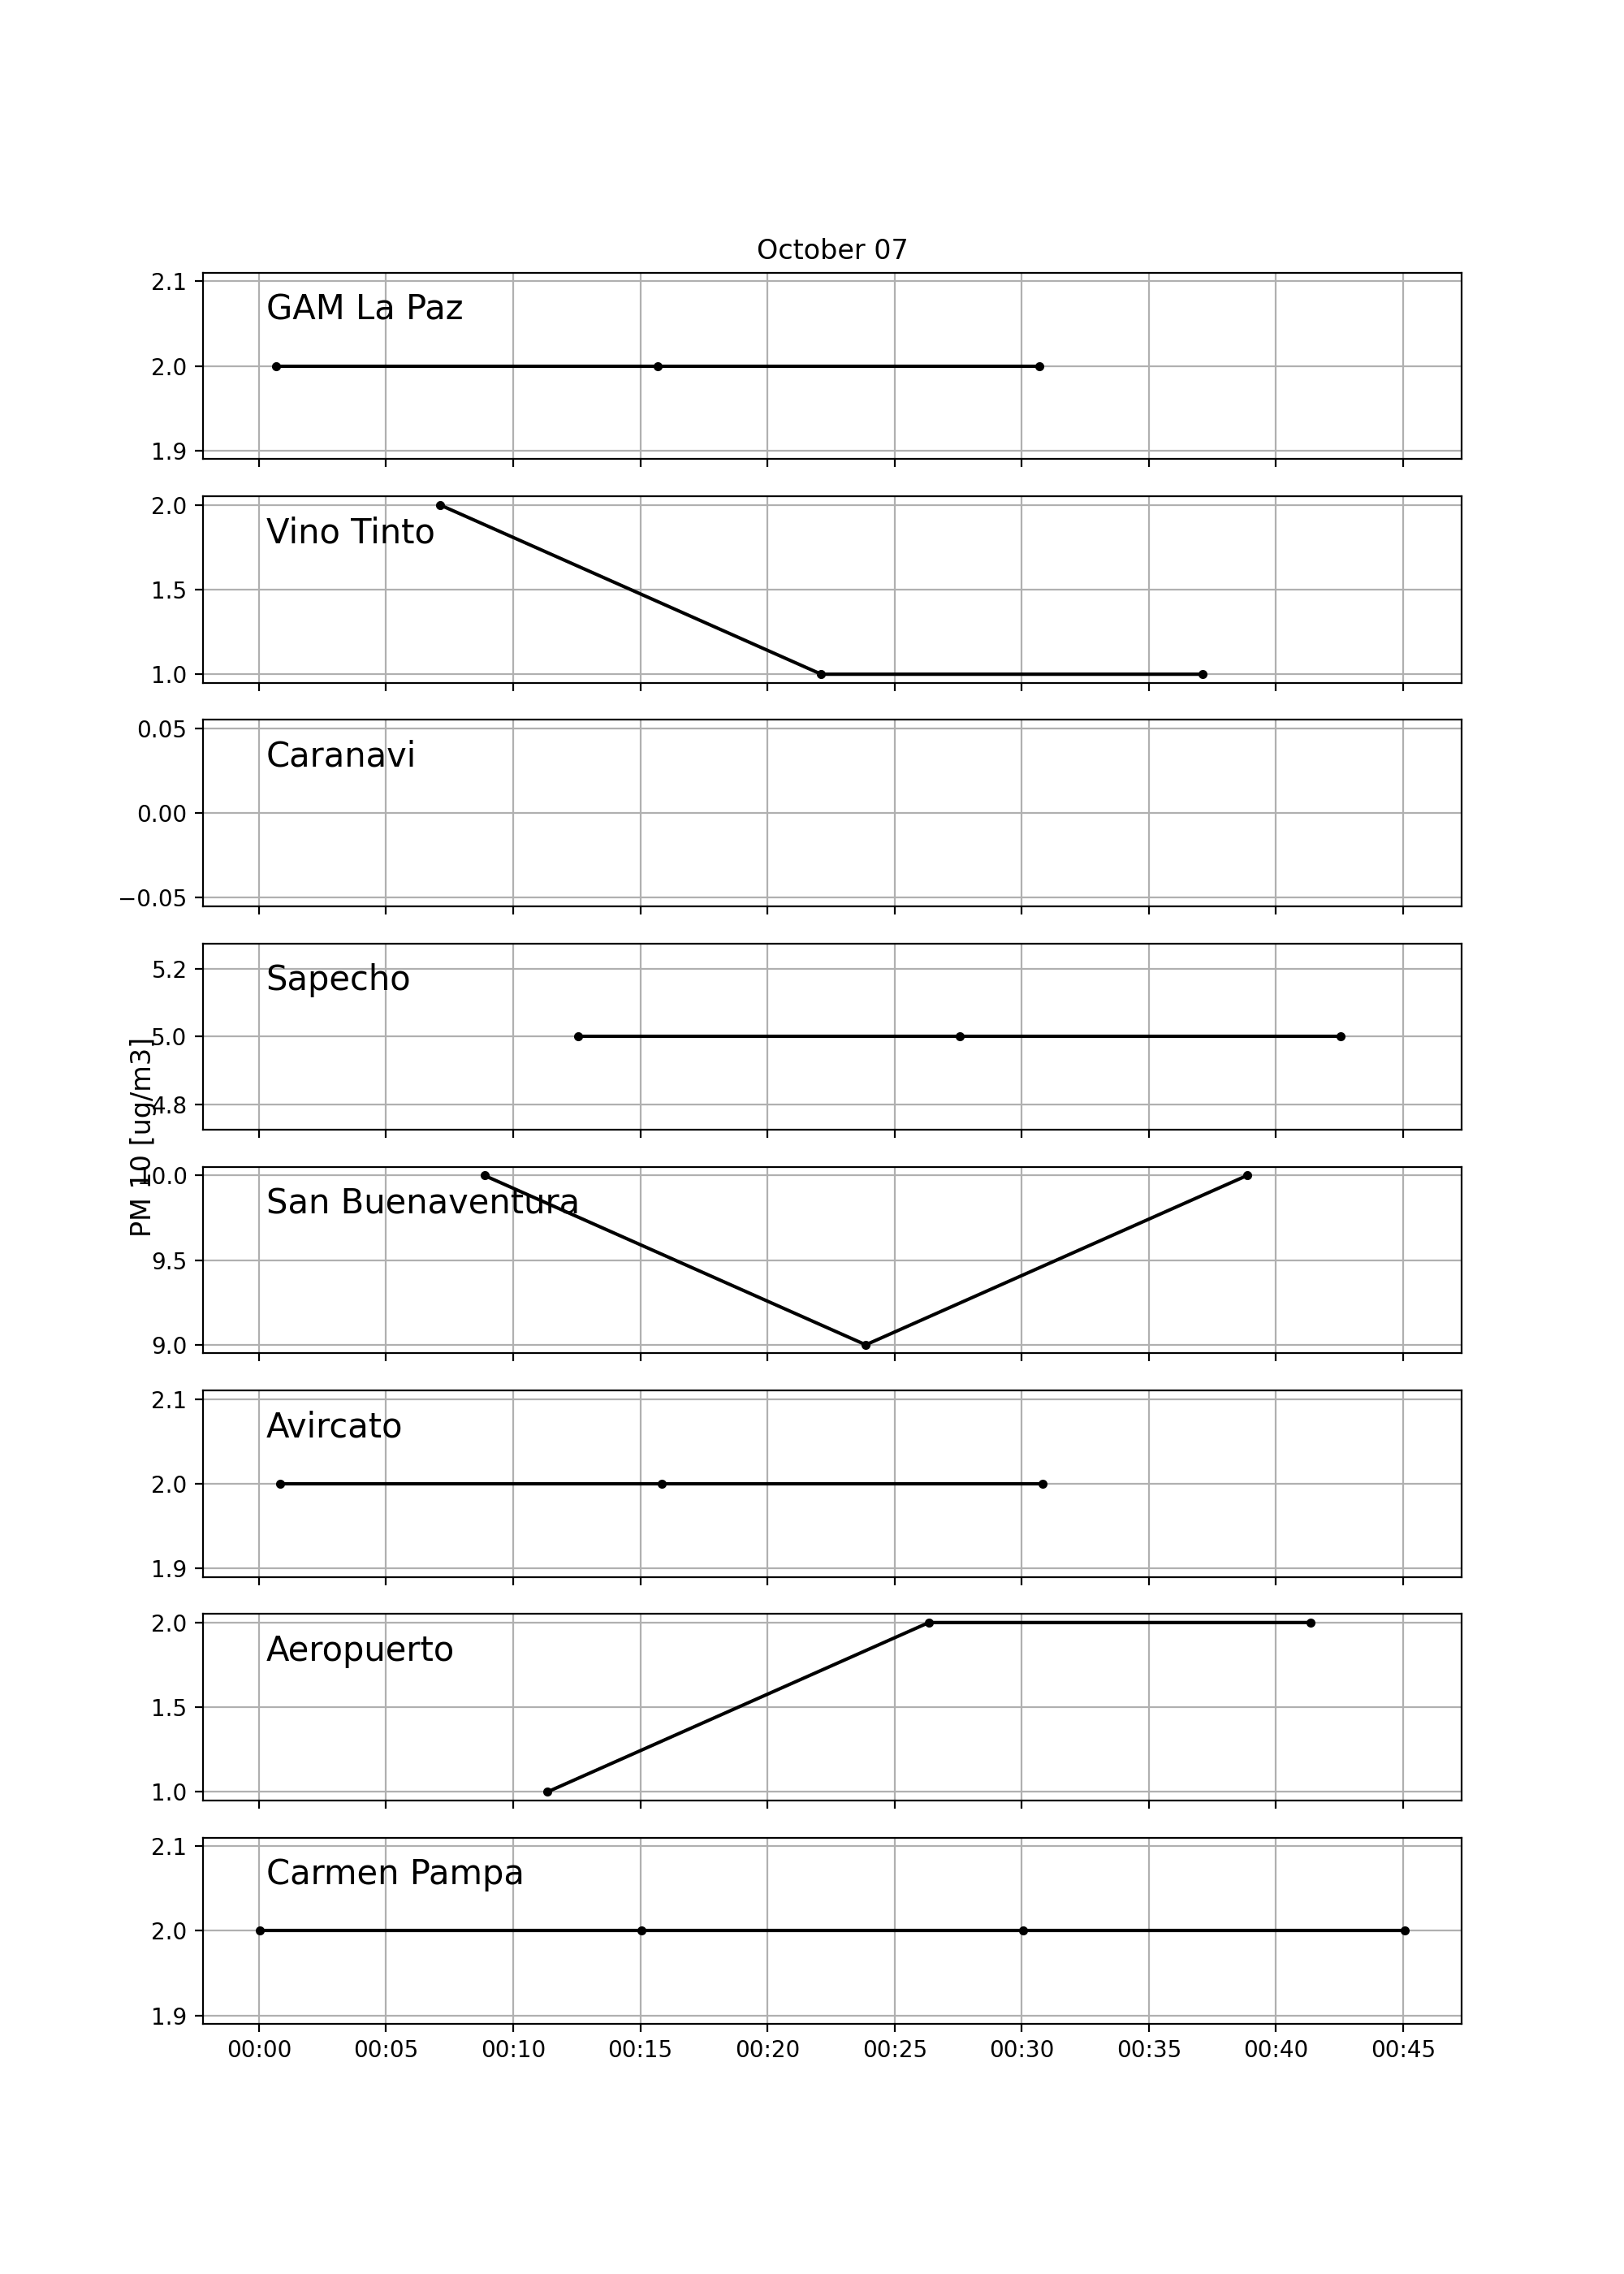 October 07
2.1
GAM La Paz
2.0
1.9
2.0
Vino Tinto
1.5
1.0
0.05
Caranavi
0.00
−0.05
5.2
Sapecho
5.0
4.8
PM 10 [ug/m3]
10.0
San Buenaventura
9.5
9.0
2.1
Avircato
2.0
1.9
2.0
Aeropuerto
1.5
1.0
2.1
Carmen Pampa
2.0
1.9
00:00 00:05 00:10 00:15 00:20 00:25 00:30 00:35 00:40 00:45